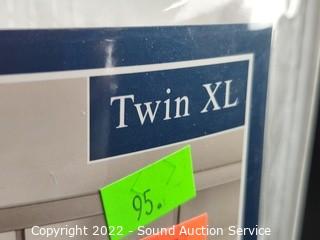 Twin XL
95.
Copyright 2022 - Sound Auction Service